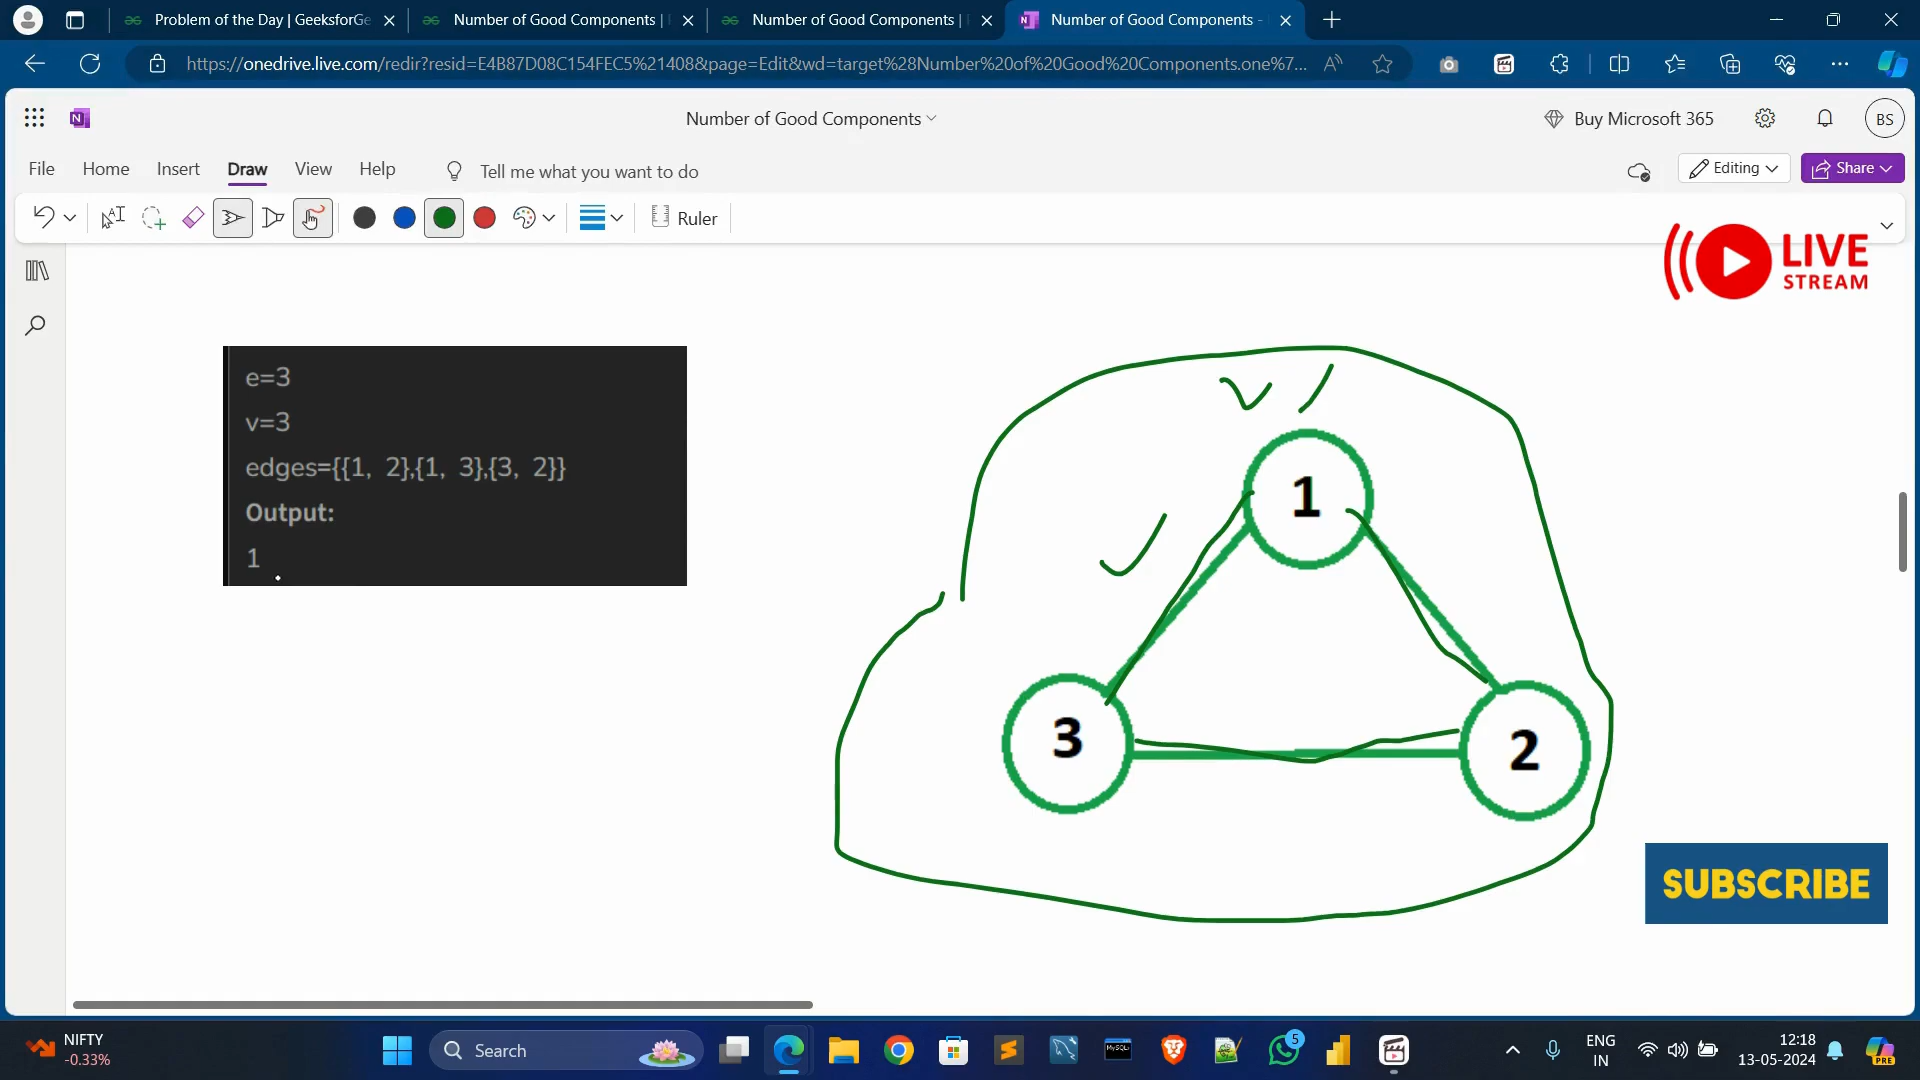 Problem of the Day | GeeksforGe
Number of Good Components |
Number of Good Components |
Number of Good Components -
https://onedrive.live.com/redir?resid=E4B87D08C154FEC5%21408&page=Edit&wd=target%28Number%20of%20Good%20Components.one%7...
Number of Good Components
Buy Microsoft 365
BS
File Home Insert Draw View Help
Tell me what you want to do
Editing
Share
Ruler
LIVE
STREAM
e=3
v=3
edges={{1, 2},{1, 3},{3, 2}}
Output:
1
1
3
2
SUBSCRIBE
NIFTY
-0.33%
Search
MySQL
5
ENG
IN
12:18
13-05-2024
PRE